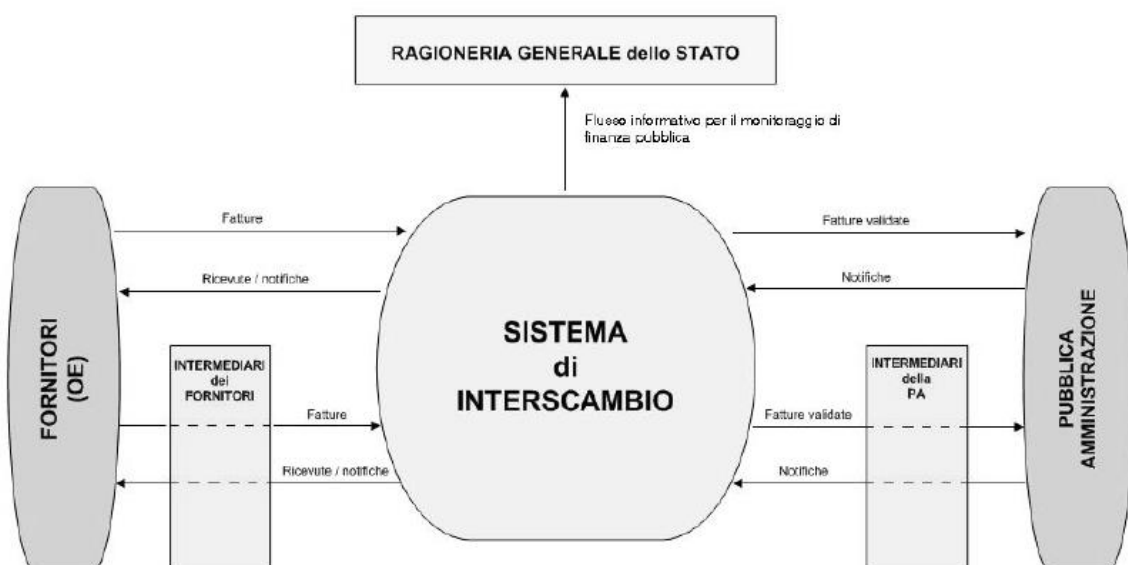 RAGIONERIA GENERALE dello STATO
Flusso informativo per il monitoraggio di
finanza pubblica
Fatture
Fatture validate
Ricevute / notifiche
Notifiche
FORNITORI
(OE)
INTERMEDIARI
dei
FORNITORI
SISTEMA
di
INTERSCAMBIO
INTERMEDIARI
della
PA
PUBBLICA
AMMINISTRAZIONE
Fatture
Fatture validate
Ricevute / notifiche
Notifiche